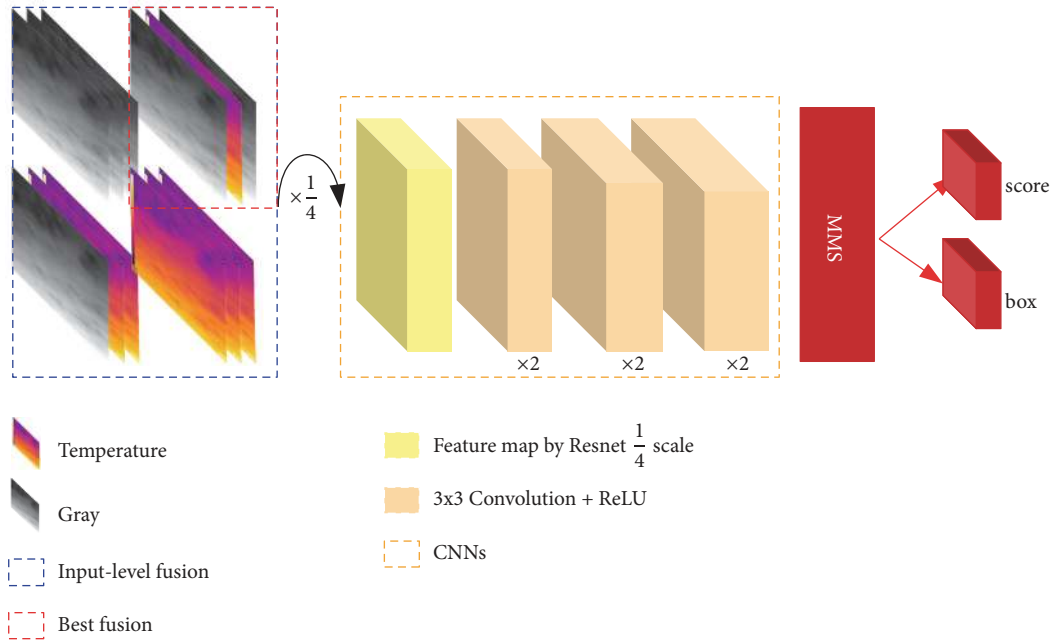 × 1/4
×2
×2
×2
MMS
score
box
Temperature
Gray
Input-level fusion
Best fusion
Feature map by Resnet 1/4 scale
3x3 Convolution + ReLU
CNNs